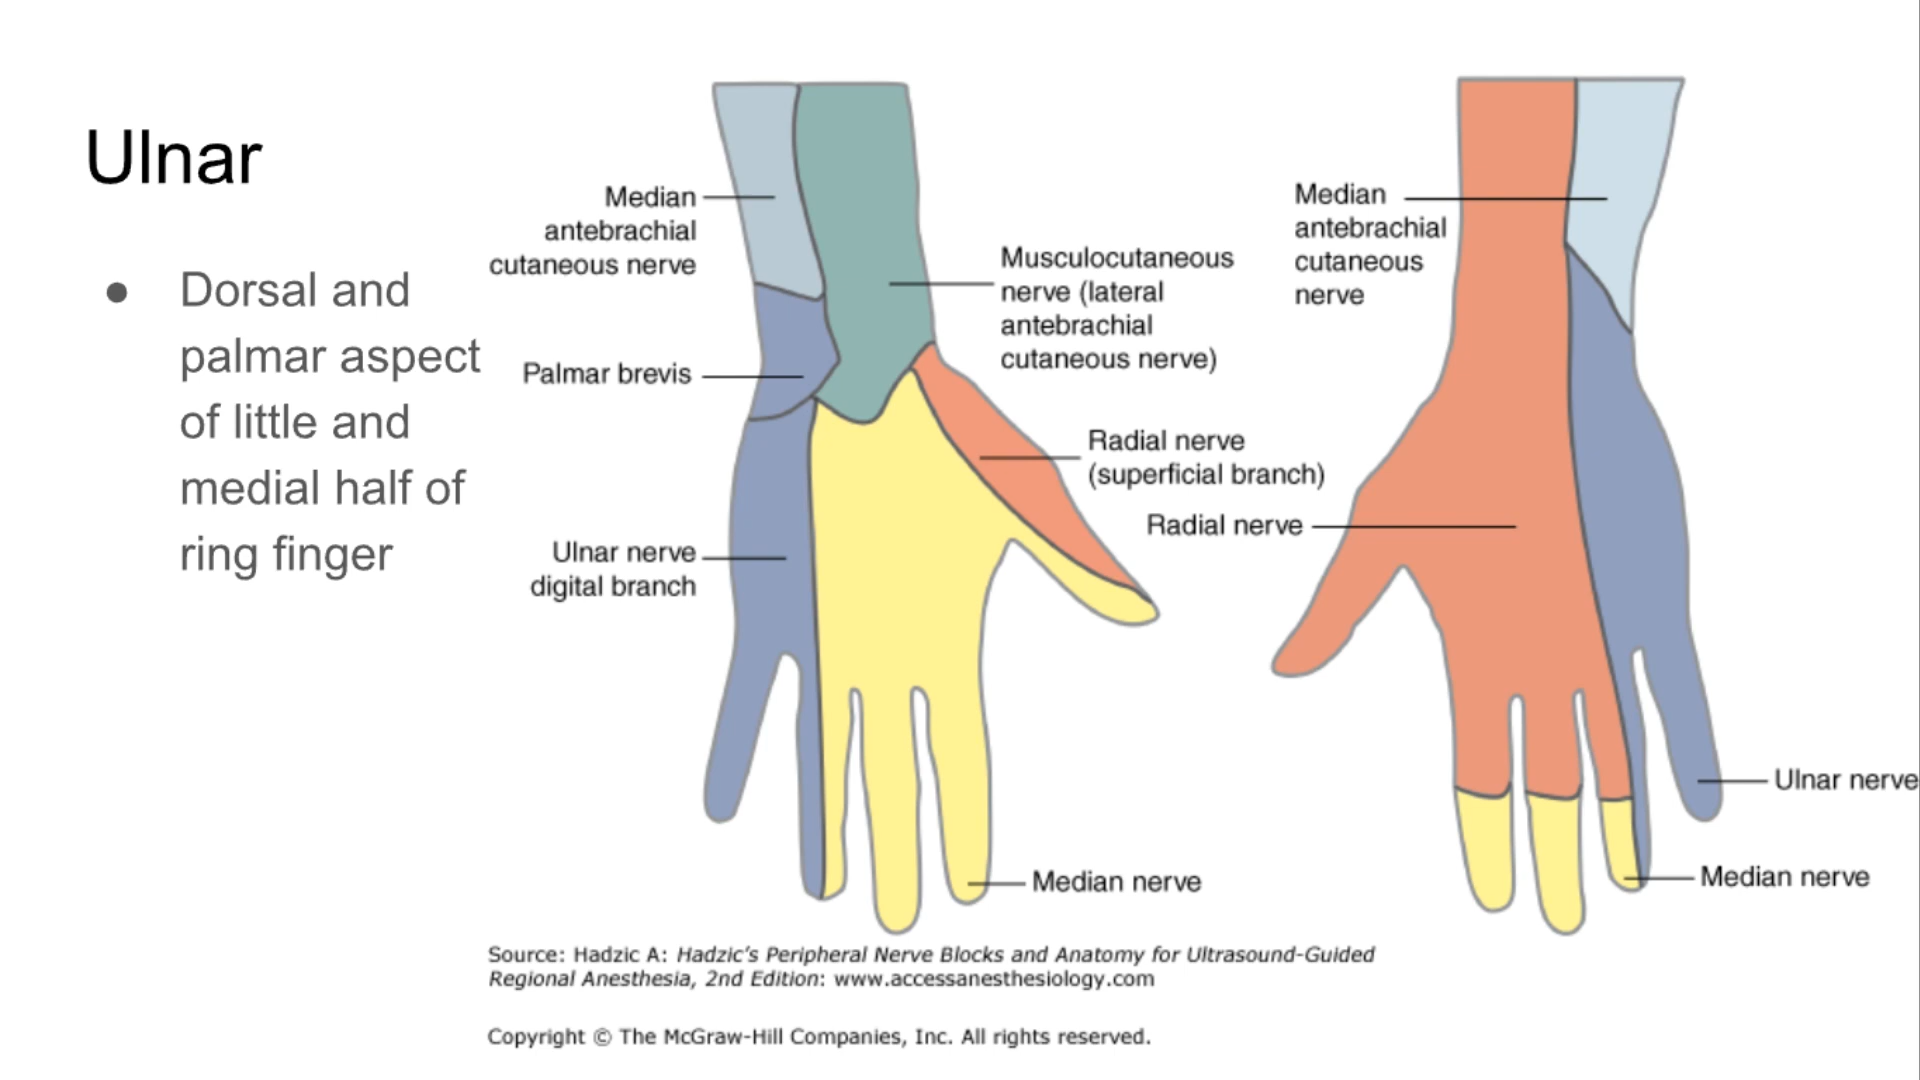 Ulnar
● Dorsal and
palmar aspect
of little and
medial half of
ring finger
Median
antebrachial
cutaneous nerve
Palmar brevis
Ulnar nerve
digital branch
Musculocutaneous
nerve (lateral
antebrachial
cutaneous nerve)
Radial nerve
(superficial branch)
Median nerve
Median
antebrachial
cutaneous
nerve
Radial nerve
Ulnar nerve
Median nerve
Source: Hadzic A: Hadzic's Peripheral Nerve Blocks and Anatomy for Ultrasound-Guided
Regional Anesthesia, 2nd Edition: www.accessanesthesiology.com
Copyright © The McGraw-Hill Companies, Inc. All rights reserved.